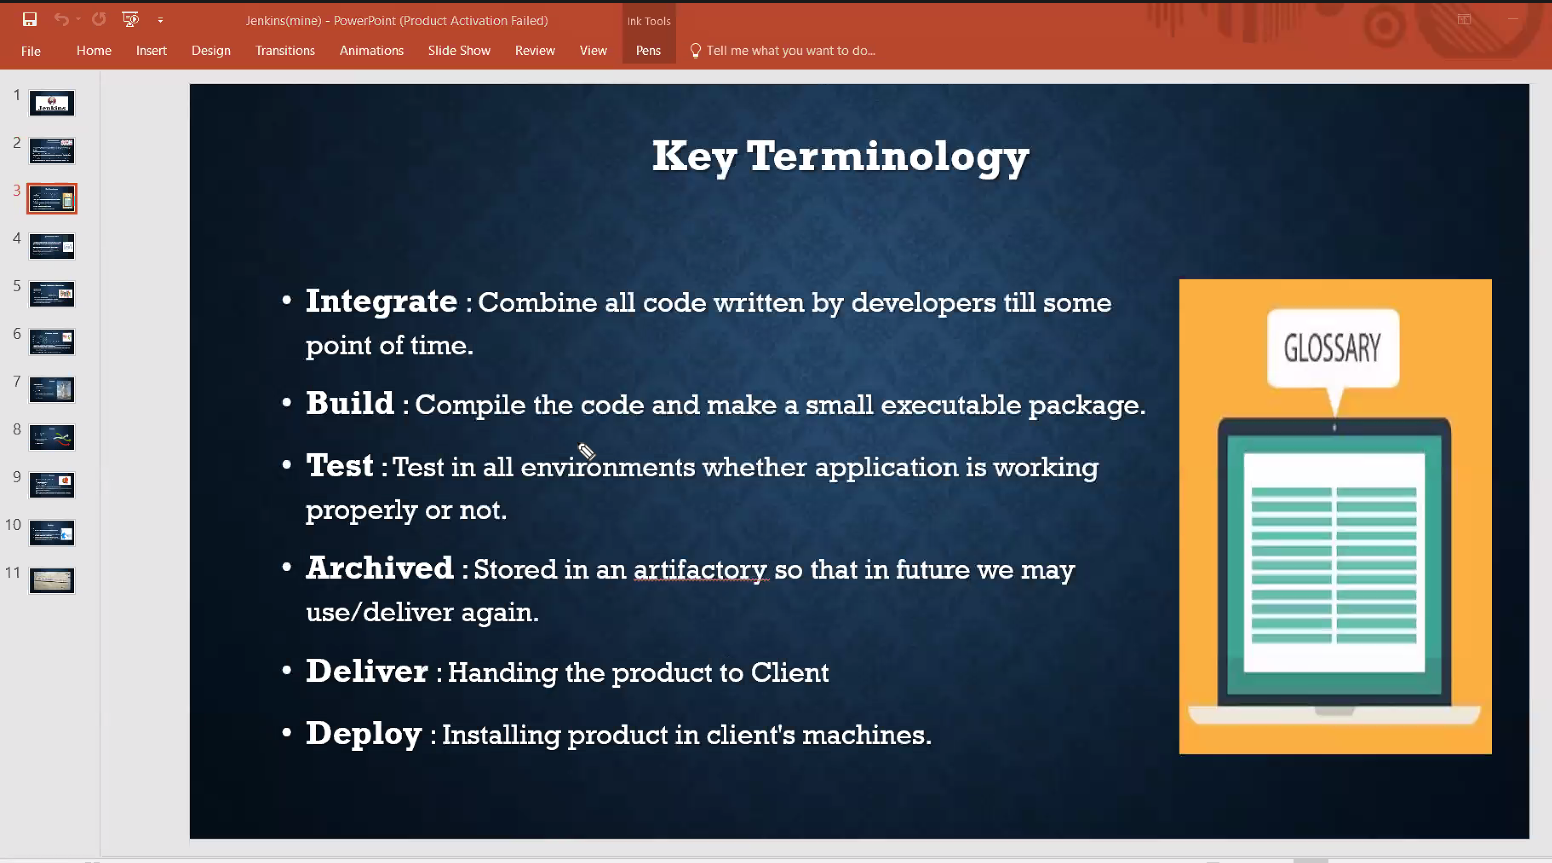 Jenkins(mine) - PowerPoint (Product Activation Failed)
Ink Tools
File Home Insert Design Transitions Animations Slide Show Review View Pens Tell me what you want to do...
1
2
3
4
5
6
7
8
9
10
11
Key Terminology
• Integrate : Combine all code written by developers till some
point of time.
• Build : Compile the code and make a small executable package.
• Test : Test in all environments whether application is working
properly or not.
• Archived : Stored in an artifactory so that in future we may
use/deliver again.
• Deliver : Handing the product to Client
• Deploy : Installing product in client's machines.
GLOSSARY